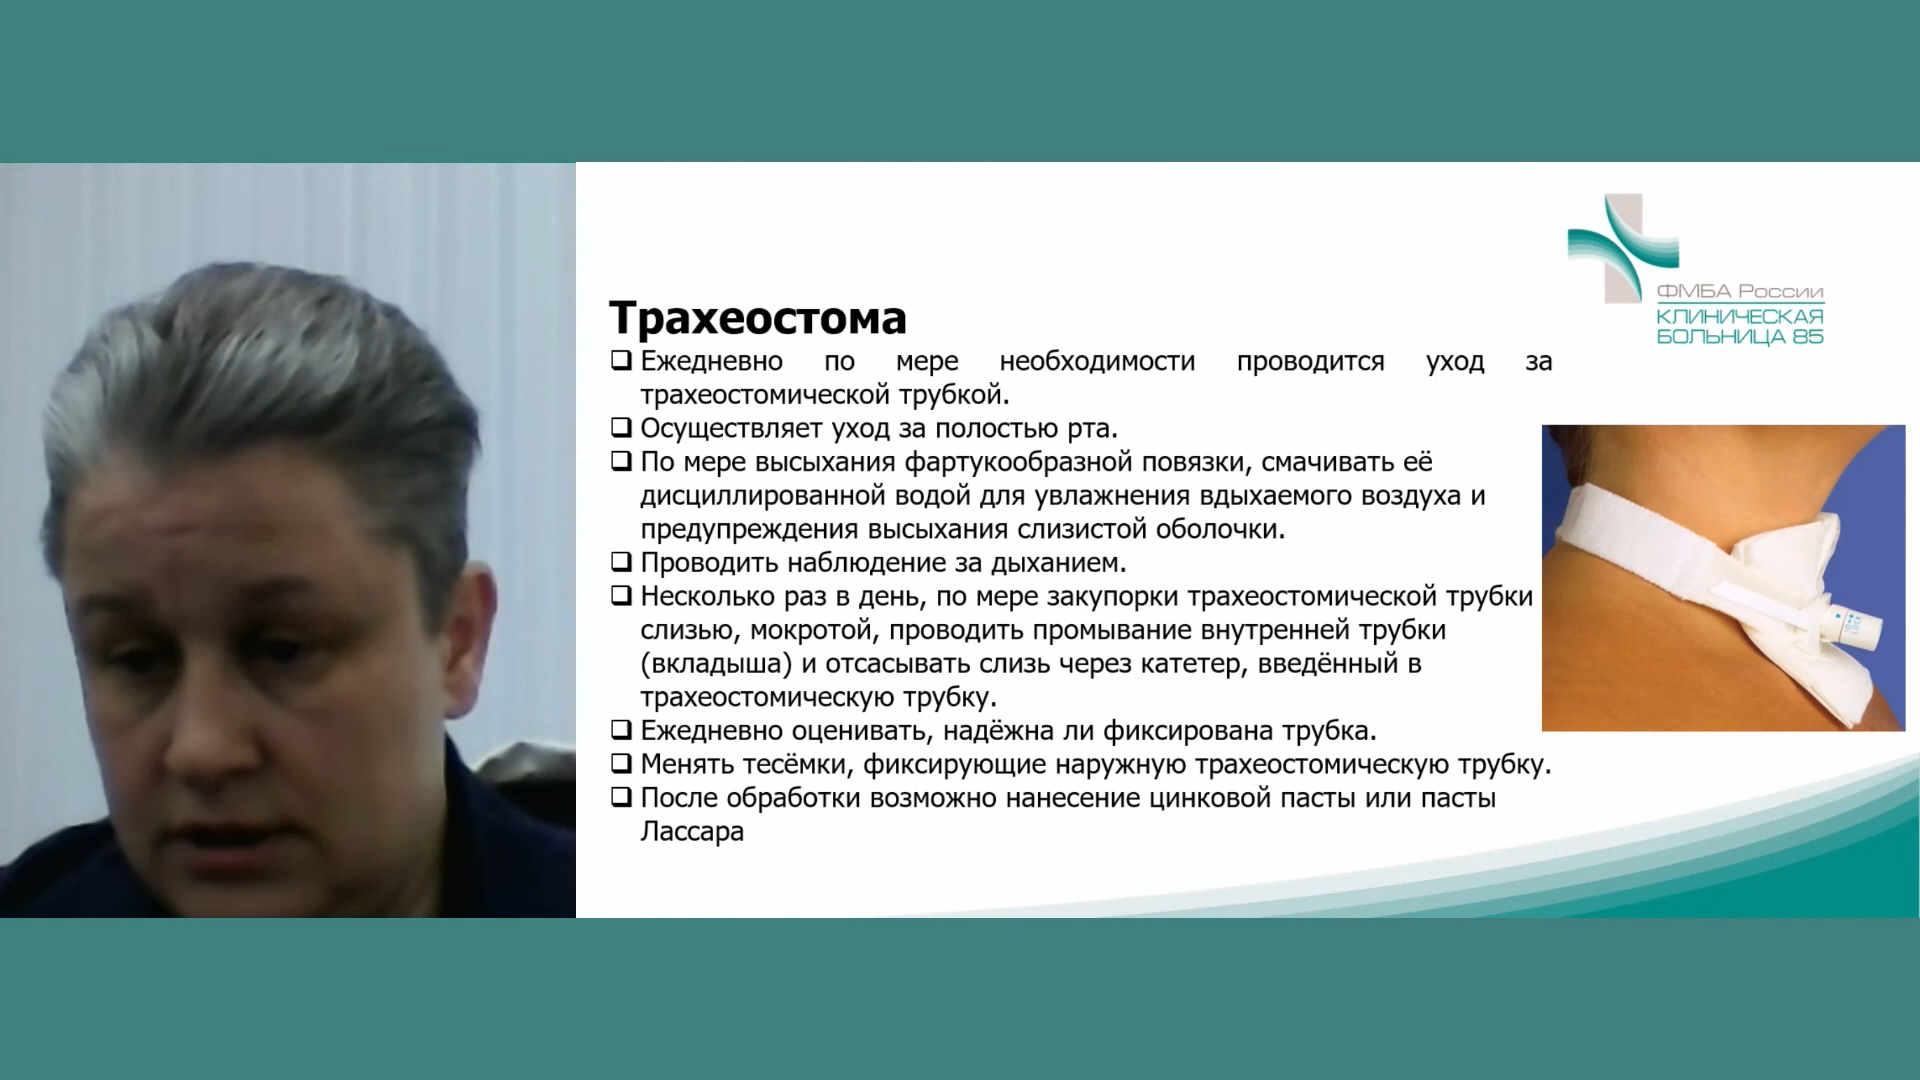 ФМБА России
КЛИНИЧЕСКАЯ
БОЛЬНИЦА 85
Трахеостома
Ежедневно по мере необходимости проводится уход за
трахеостомической трубкой.
Осуществляет уход за полостью рта.
По мере высыхания фартукообразной повязки, смачивать её
дисциллированной водой для увлажнения вдыхаемого воздуха и
предупреждения высыхания слизистой оболочки.
Проводить наблюдение за дыханием.
Несколько раз в день, по мере закупорки трахеостомической трубки
слизью, мокротой, проводить промывание внутренней трубки
(вкладыша) и отсасывать слизь через катетер, введённый в
трахеостомическую трубку.
Ежедневно оценивать, надёжна ли фиксирована трубка.
Менять тесёмки, фиксирующие наружную трахеостомическую трубку.
После обработки возможно нанесение цинковой пасты или пасты
Лассара